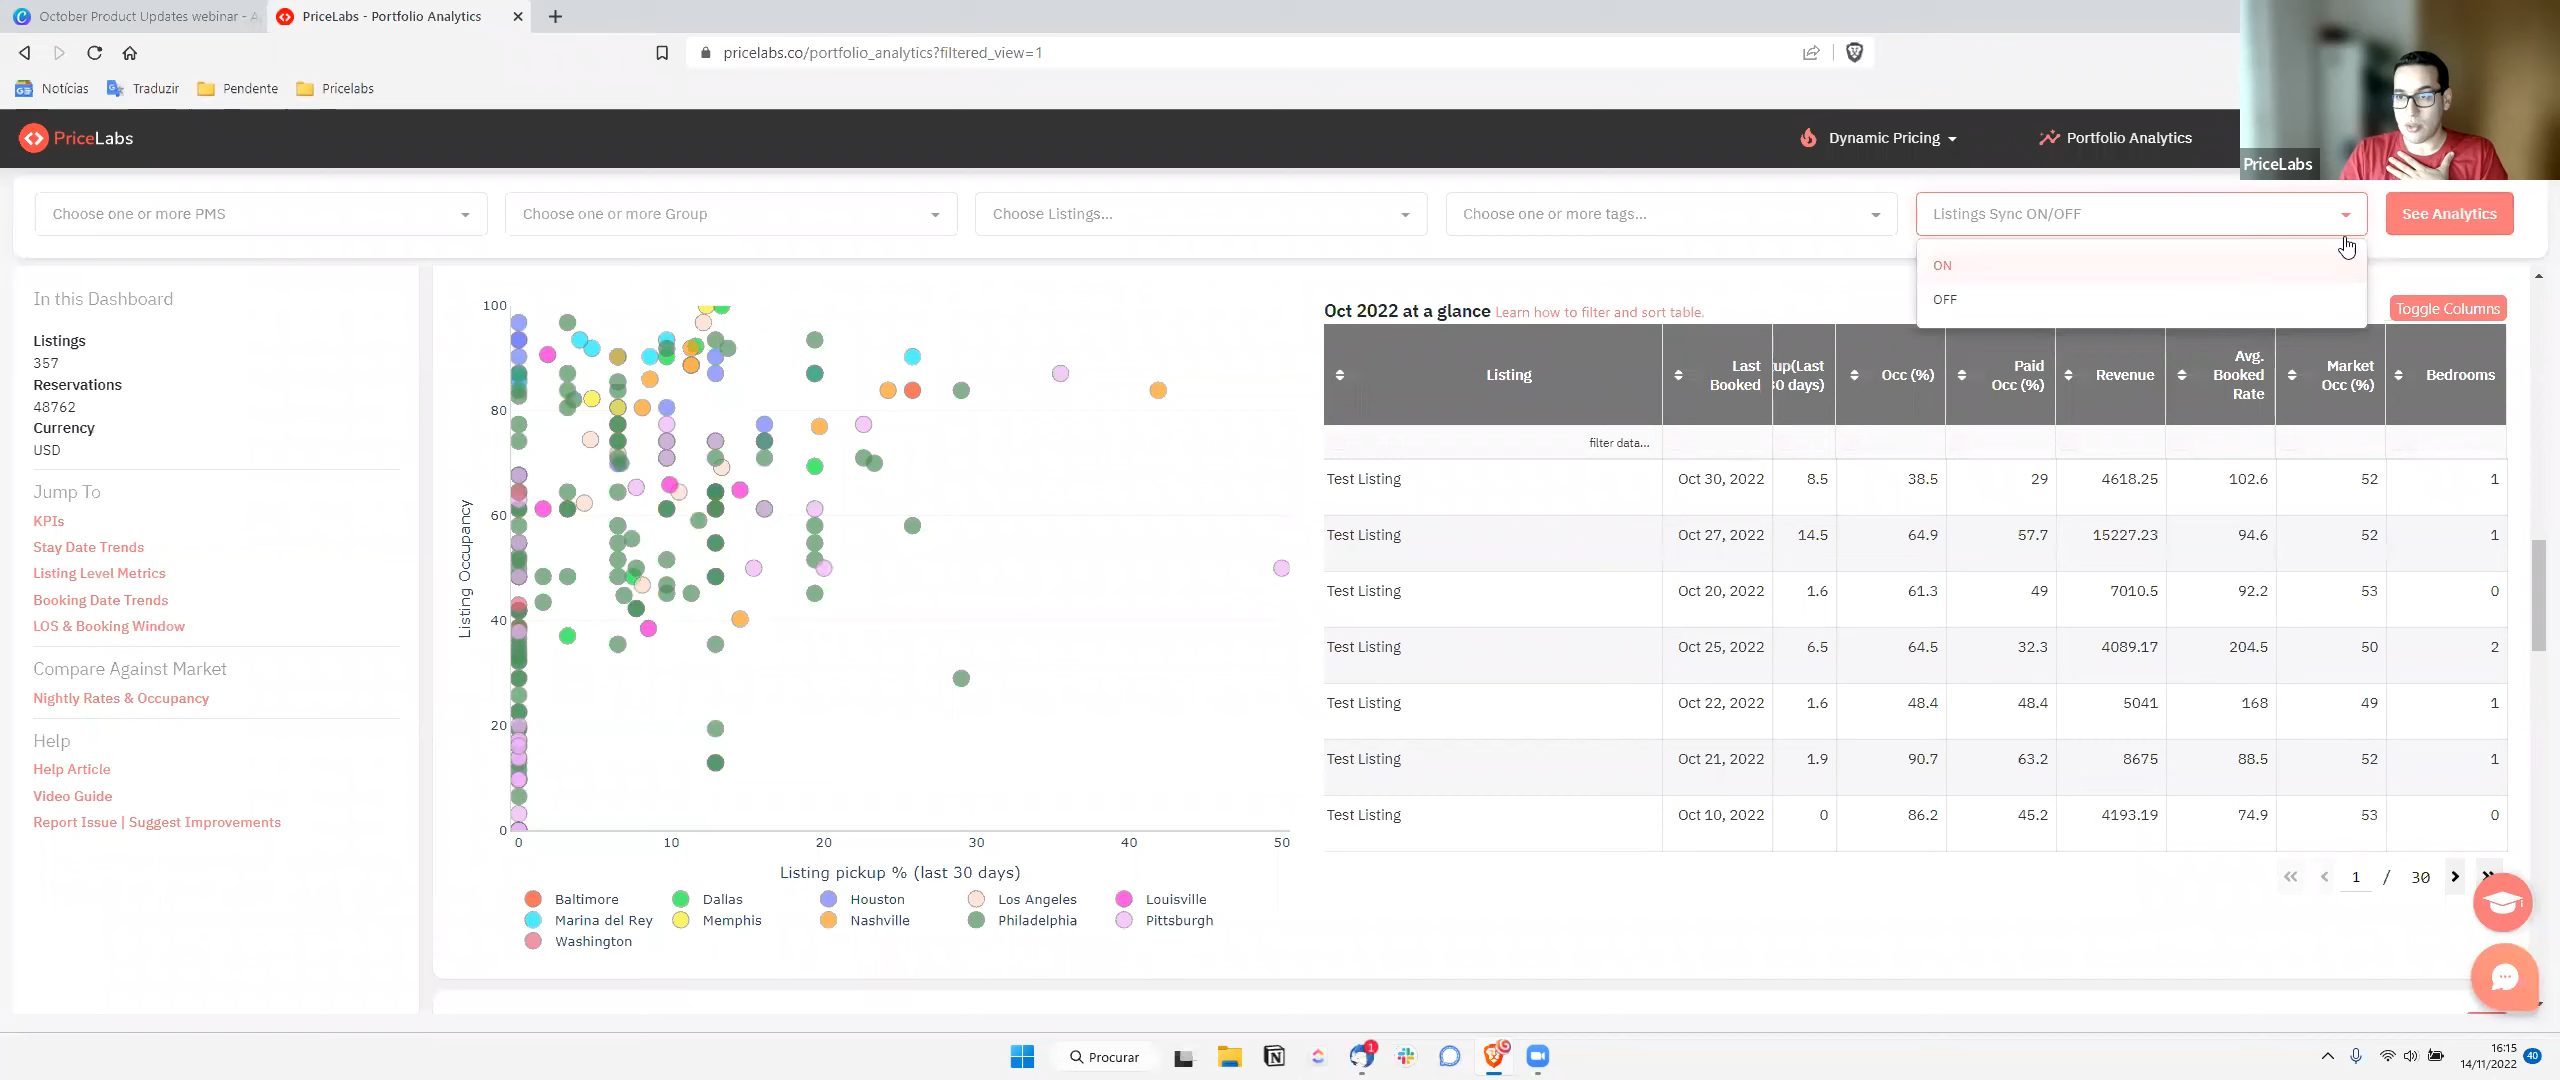 October Product Updates webinar - A
PriceLabs - Portfolio Analytics
pricelabs.co/portfolio_analytics?filtered_view=1
Notícias
Traduzir
Pendente
Pricelabs
PriceLabs
Dynamic Pricing
Portfolio Analytics
PriceLabs
Choose one or more PMS
Choose one or more Group
Choose Listings...
Choose one or more tags...
Listings Sync ON/OFF
See Analytics
ON
OFF
In this Dashboard
Listings
357
Reservations
48762
Currency
USD
Jump To
KPIs
Stay Date Trends
Listing Level Metrics
Booking Date Trends
LOS & Booking Window
Compare Against Market
Nightly Rates & Occupancy
Help
Help Article
Video Guide
Report Issue | Suggest Improvements
100
80
60
40
20
0
Listing Occupancy
0 10 20 30 40 50
Listing pickup % (last 30 days)
Baltimore Dallas Houston Los Angeles Louisville
Marina del Rey Memphis Nashville Philadelphia Pittsburgh
Washington
Oct 2022 at a glance Learn how to filter and sort table.
Toggle Columns
Listing
Last
Booked
up(Last
0 days)
Occ (%)
Paid
Occ (%)
Revenue
Avg.
Booked
Rate
Market
Occ (%)
Bedrooms
filter data...
Test Listing Oct 30, 2022 8.5 38.5 29 4618.25 102.6 52 1
Test Listing Oct 27, 2022 14.5 64.9 57.7 15227.23 94.6 52 1
Test Listing Oct 20, 2022 1.6 61.3 49 7010.5 92.2 53 0
Test Listing Oct 25, 2022 6.5 64.5 32.3 4089.17 204.5 50 2
Test Listing Oct 22, 2022 1.6 48.4 48.4 5041 168 49 1
Test Listing Oct 21, 2022 1.9 90.7 63.2 8675 88.5 52 1
Test Listing Oct 10, 2022 0 86.2 45.2 4193.19 74.9 53 0
1 / 30
Procurar
1
16:15
14/11/2022
40